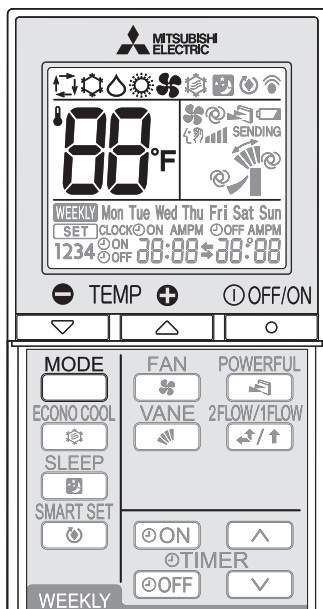 MITSUBISHI
ELECTRIC
88°F
SENDING
WEEKLY Mon Tue Wed Thu Fri Sat Sun
SET CLOCK ON AMPM OFF AMPM
1234 ON OFF 88:88 88:88
TEMP OFF/ON
MODE FAN POWERFUL
ECONO COOL VANE 2FLOW/1FLOW
SLEEP
SMART SET
ON
TIMER
OFF
WEEKLY